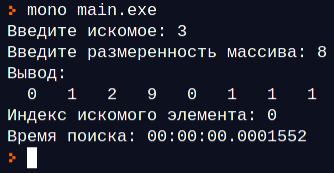 > mono main.exe
Введите искомое: 3
Введите размеренность массива: 8
Вывод:
0 1 2 9 0 1 1 1
Индекс искомого элемента: 0
Время поиска: 00:00:00.0001552
>